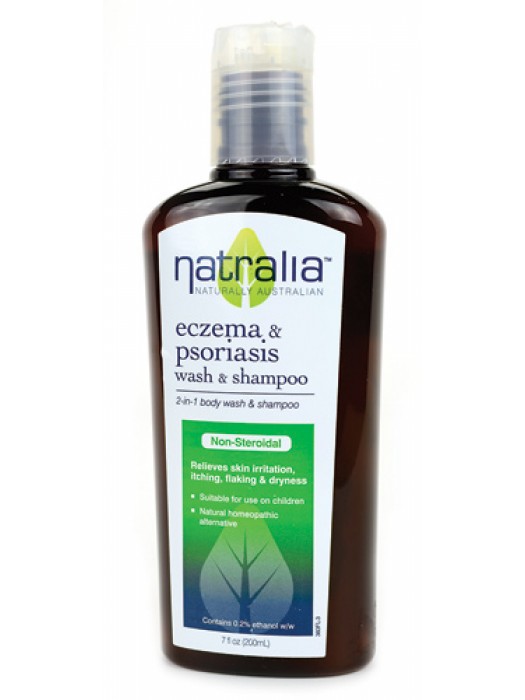 natralia™
NATURALLY AUSTRALIAN
eczema &
psoriasis
wash & shampoo
2-in-1 body wash & shampoo
Non-Steroidal
Relieves skin irritation,
itching, flaking & dryness
• Suitable for use on children
• Natural homeopathic
alternative
Contains 0.2% ethanol w/w
7 fl oz (200mL)